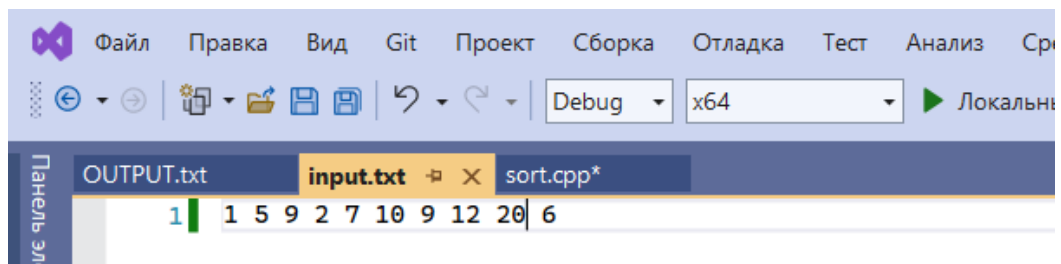 Файл Правка Вид Git Проект Сборка Отладка Тест Анализ
Debug x64
OUTPUT.txt input.txt sort.cpp*
1 1 5 9 2 7 10 9 12 20 6
Панель